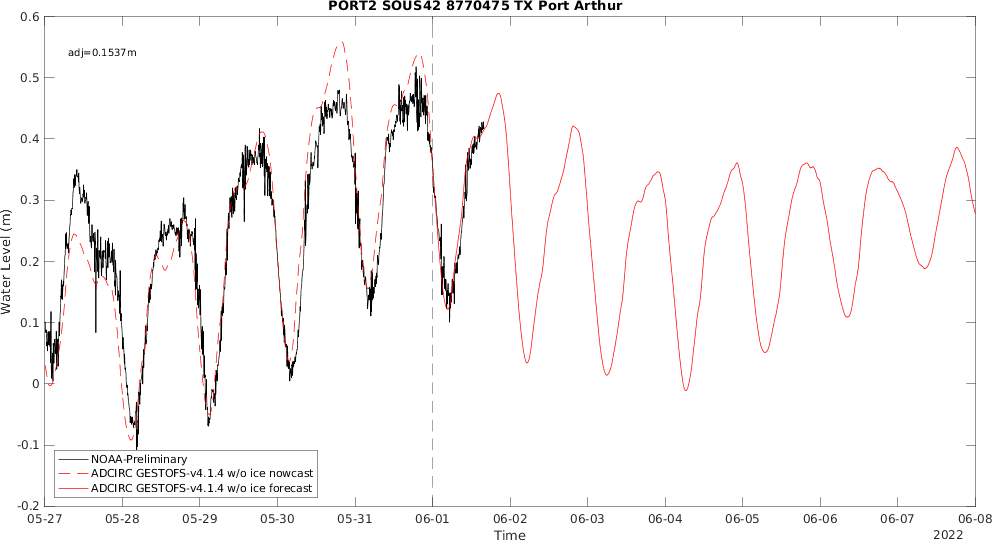 PORT2 SOUS42 8770475 TX Port Arthur
adj=0.1537m
Water Level (m)
0.6
0.5
0.4
0.3
0.2
0.1
0
-0.1
-0.2
NOAA-Preliminary
ADCIRC GESTOFS-v4.1.4 w/o ice nowcast
ADCIRC GESTOFS-v4.1.4 w/o ice forecast
05-27 05-28 05-29 05-30 05-31 06-01 06-02 06-03 06-04 06-05 06-06 06-07 06-08
Time
2022